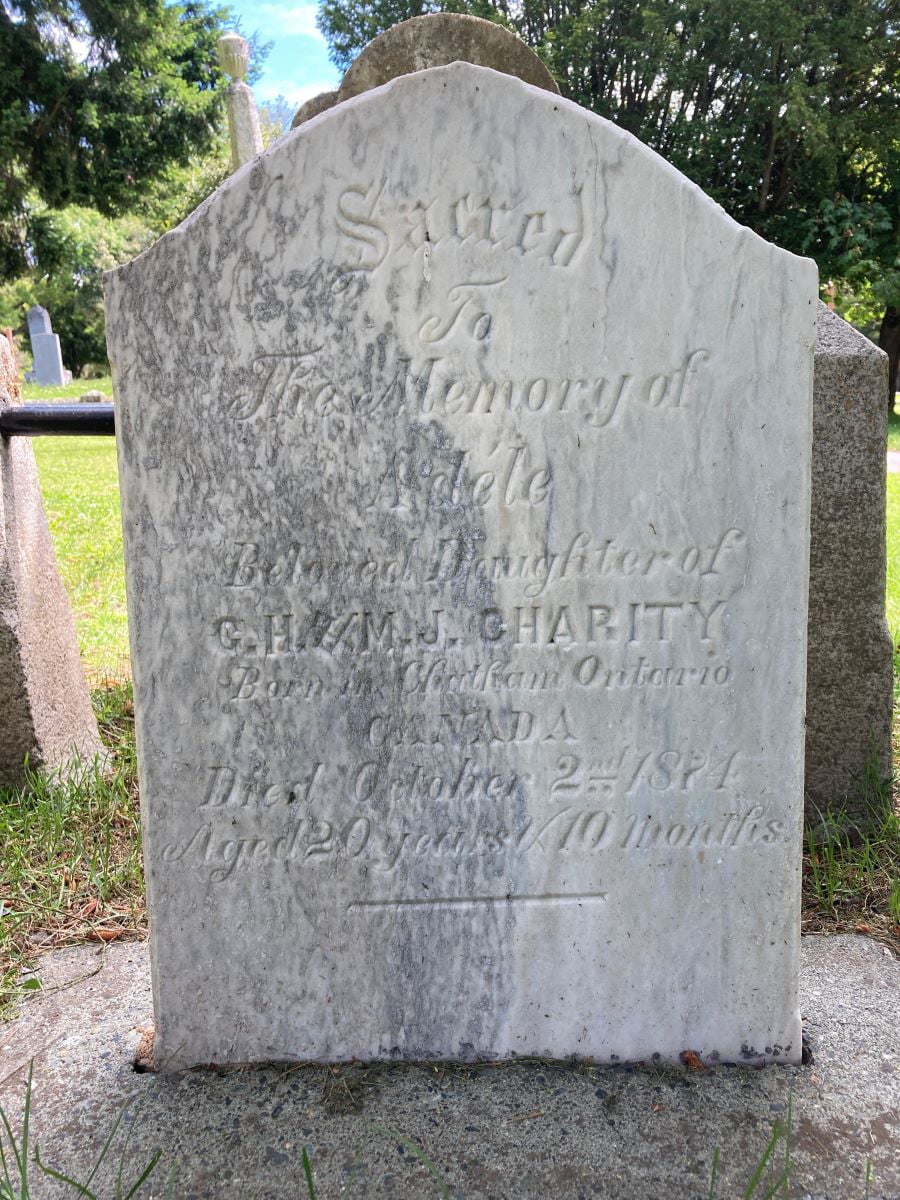 Sacred
To
The Memory of
Adéle
Beloved Daughter of
G.H. & M.J. CHARITY
Born in Chatham Ontario
CANADA
Died October 2nd 1874
Aged 20 years & 10 months